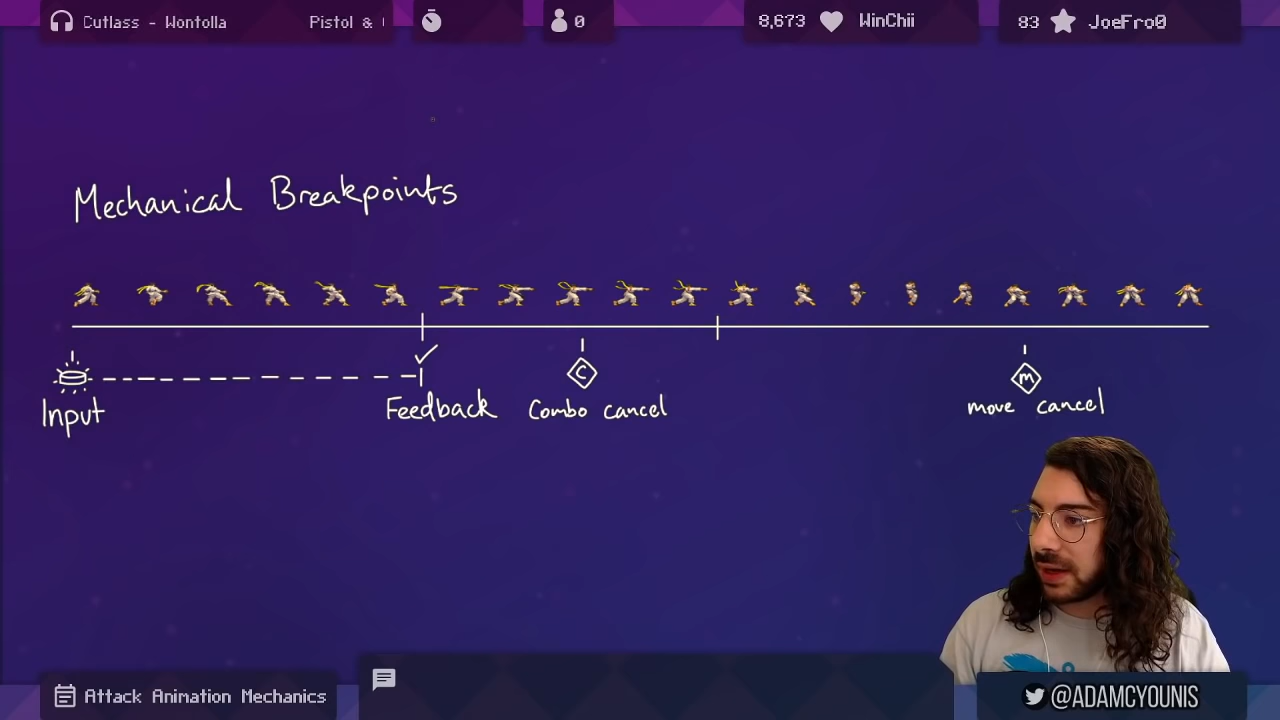 Cutlass - Wontolla Pistol &
0
8,673 WinChii
83 JoeFr0
Mechanical Breakpoints
Input
Feedback
C
Combo cancel
M
move cancel
Attack Animation Mechanics
@ADAMCYOUNIS